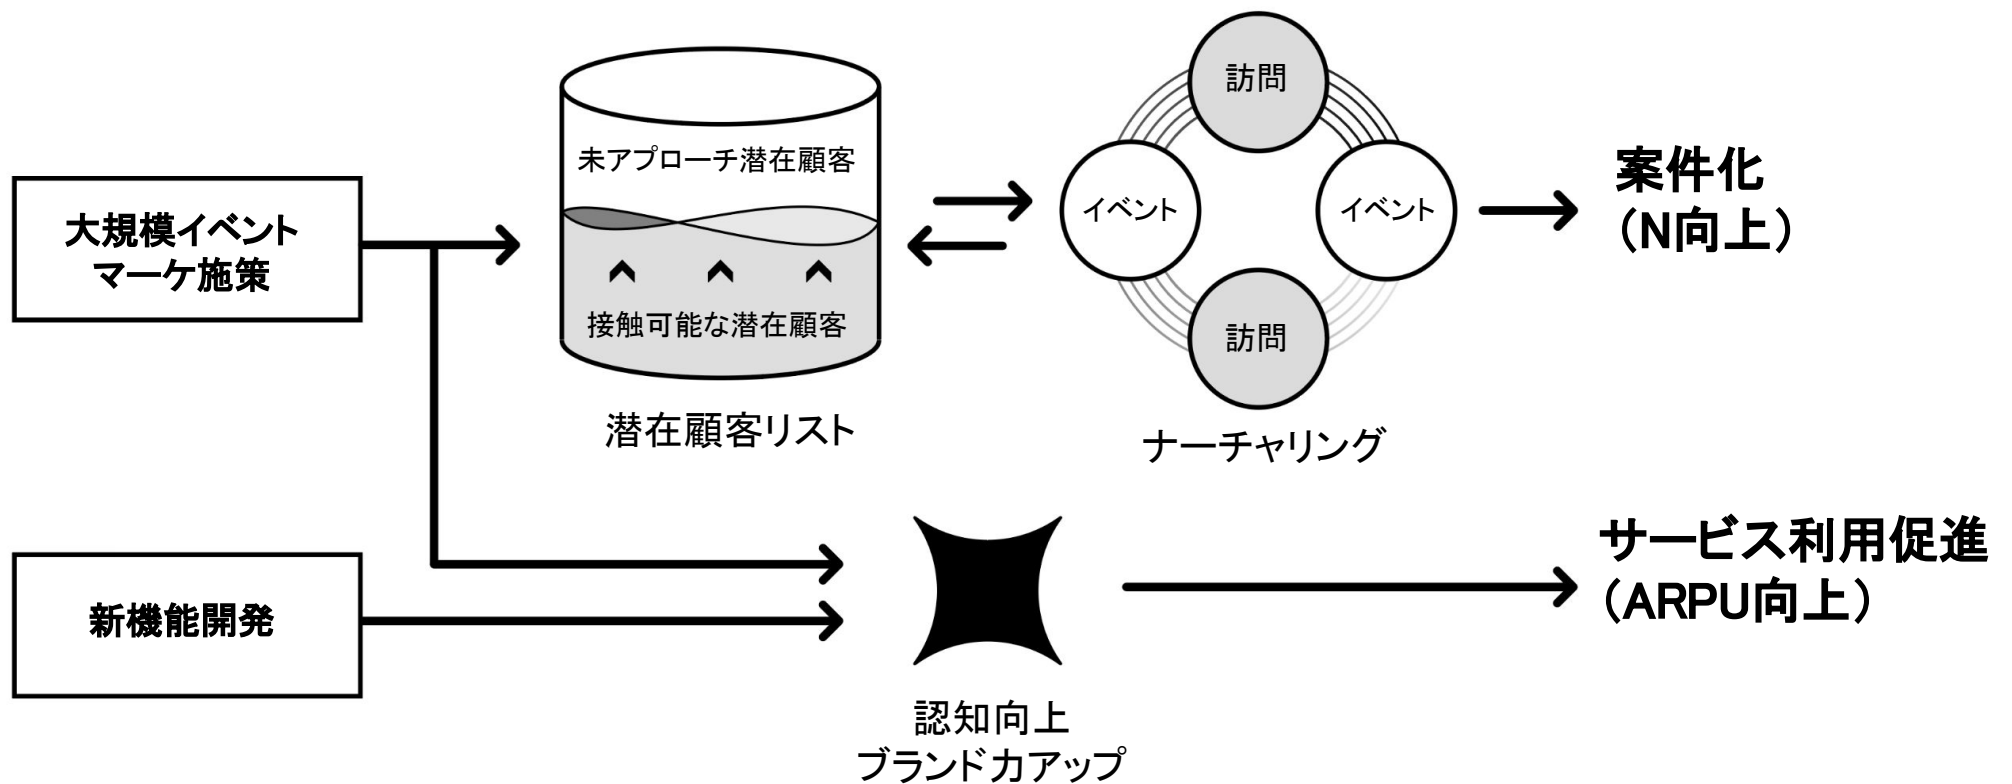 大規模イベント
マーケ施策
未アプローチ潜在顧客
接触可能な潜在顧客
潜在顧客リスト
訪問
イベント
イベント
訪問
ナーチャリング
案件化
（N向上）
新機能開発
認知向上
ブランド力アップ
サービス利用促進
（ARPU向上）